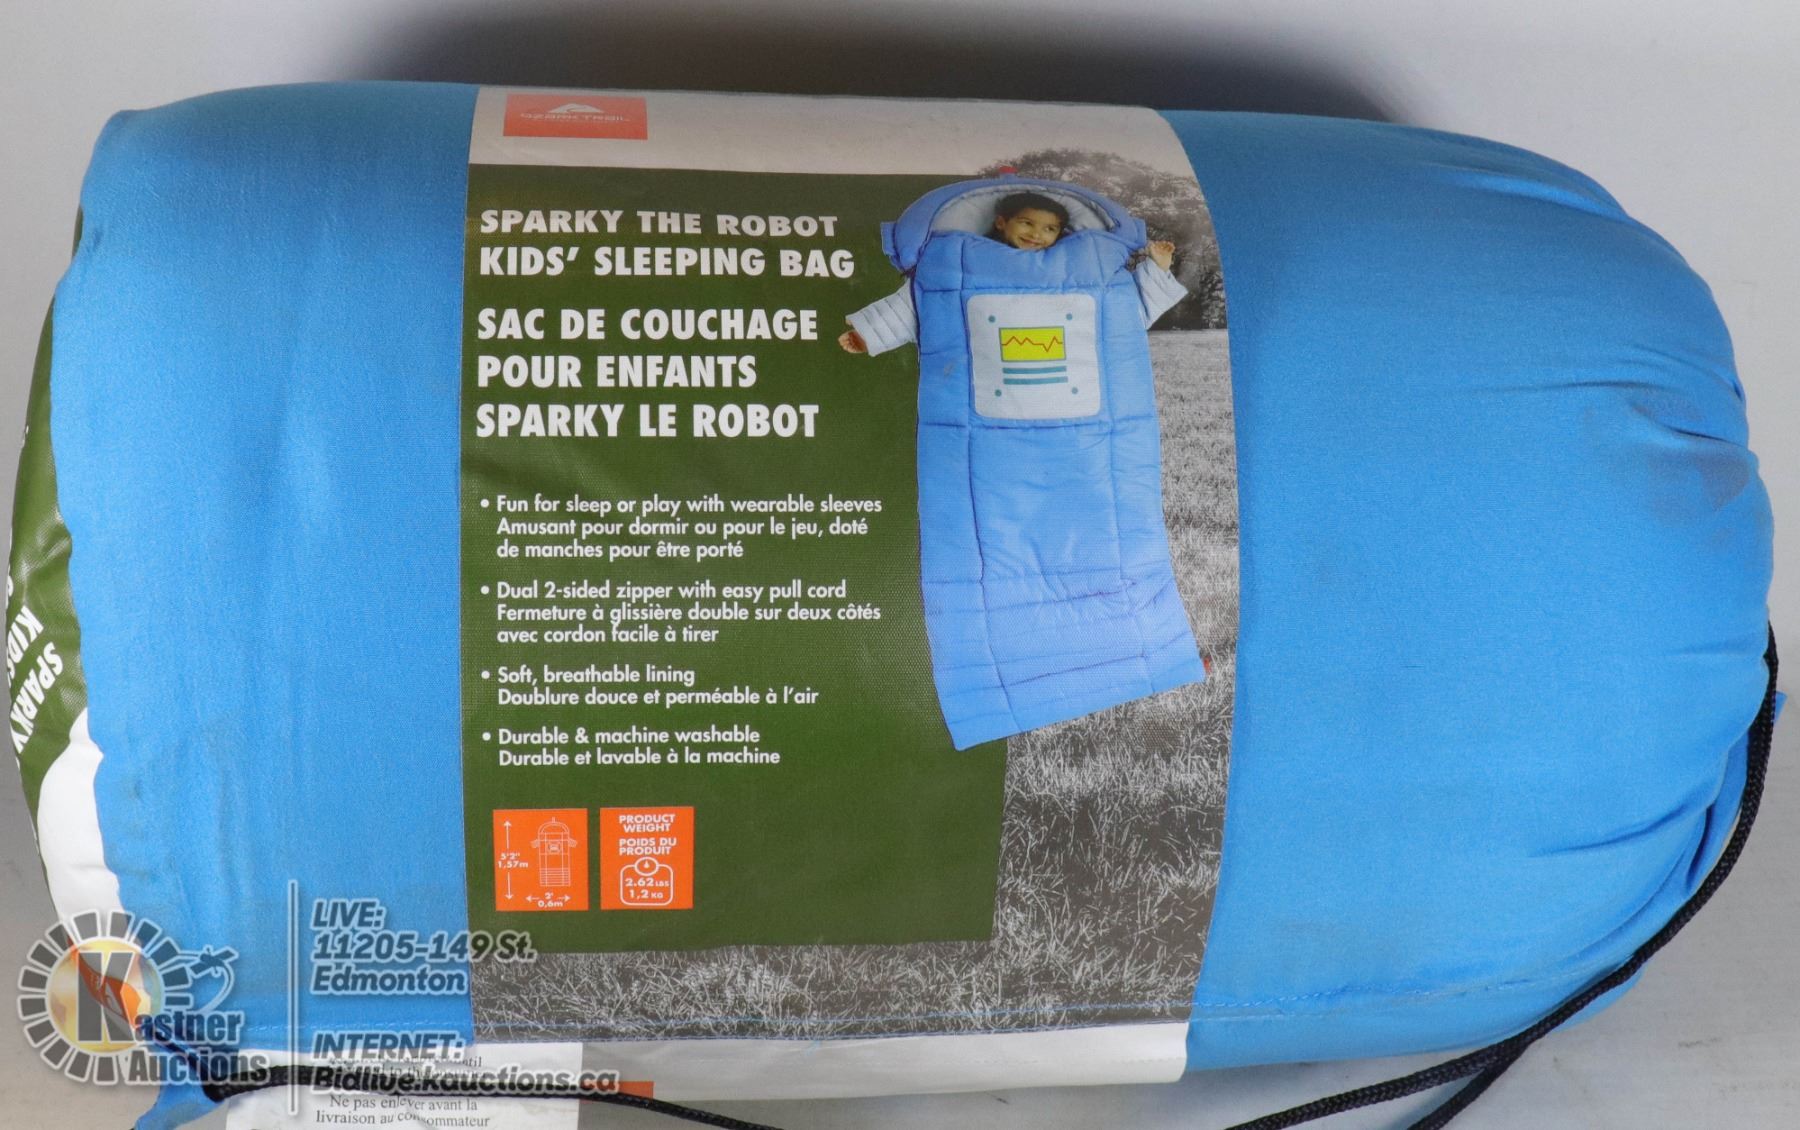 OZARK TRAIL
SPARKY THE ROBOT
KIDS' SLEEPING BAG
SAC DE COUCHAGE
POUR ENFANTS
SPARKY LE ROBOT
• Fun for sleep or play with wearable sleeves
Amusant pour dormir ou pour le jeu, doté
de manches pour être porté
• Dual 2-sided zipper with easy pull cord
Fermeture à glissière double sur deux côtés
avec cordon facile à tirer
• Soft, breathable lining
Doublure douce et perméable à l'air
• Durable & machine washable
Durable et lavable à la machine
5'2"
1,57m
2'
0,6m
PRODUCT
WEIGHT
POIDS DU
PRODUIT
2.62 LBS
1,2 KG
SPARKY
KIDS'
Kastner
Auctions
LIVE:
11205-149 St.
Edmonton
INTERNET:
Bidlive.kauctions.ca
Ne pas enlever avant la
livraison au consommateur